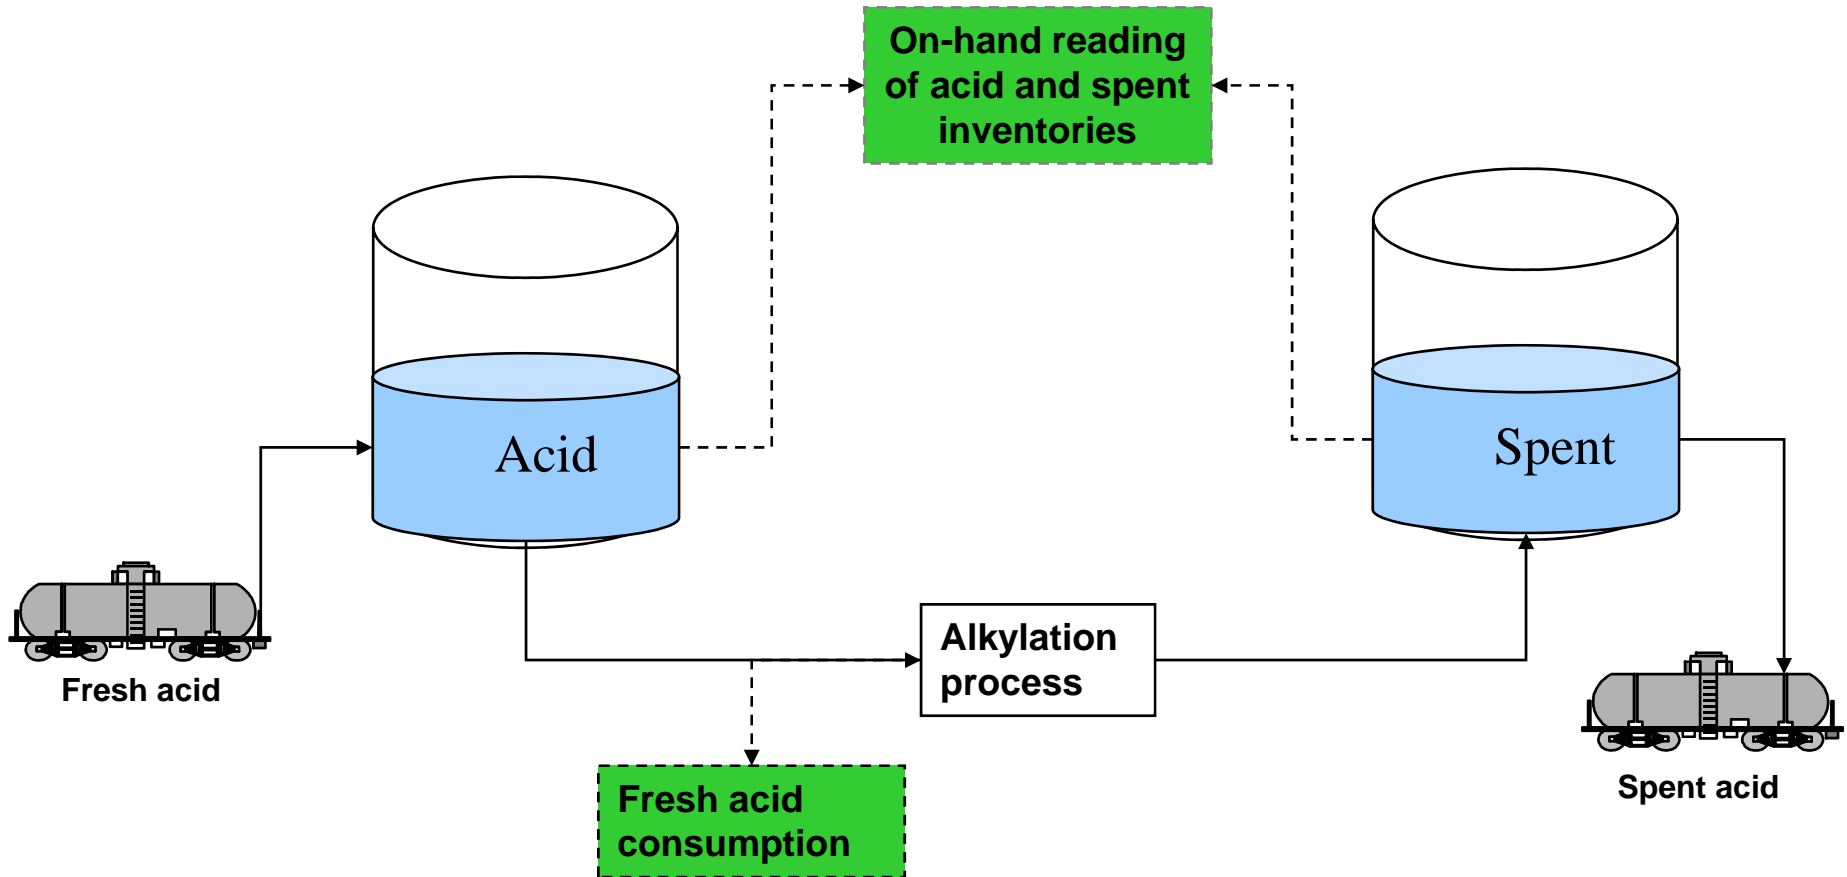 On-hand reading
of acid and spent
inventories
Acid
Spent
Fresh acid
Alkylation
process
Spent acid
Fresh acid
consumption